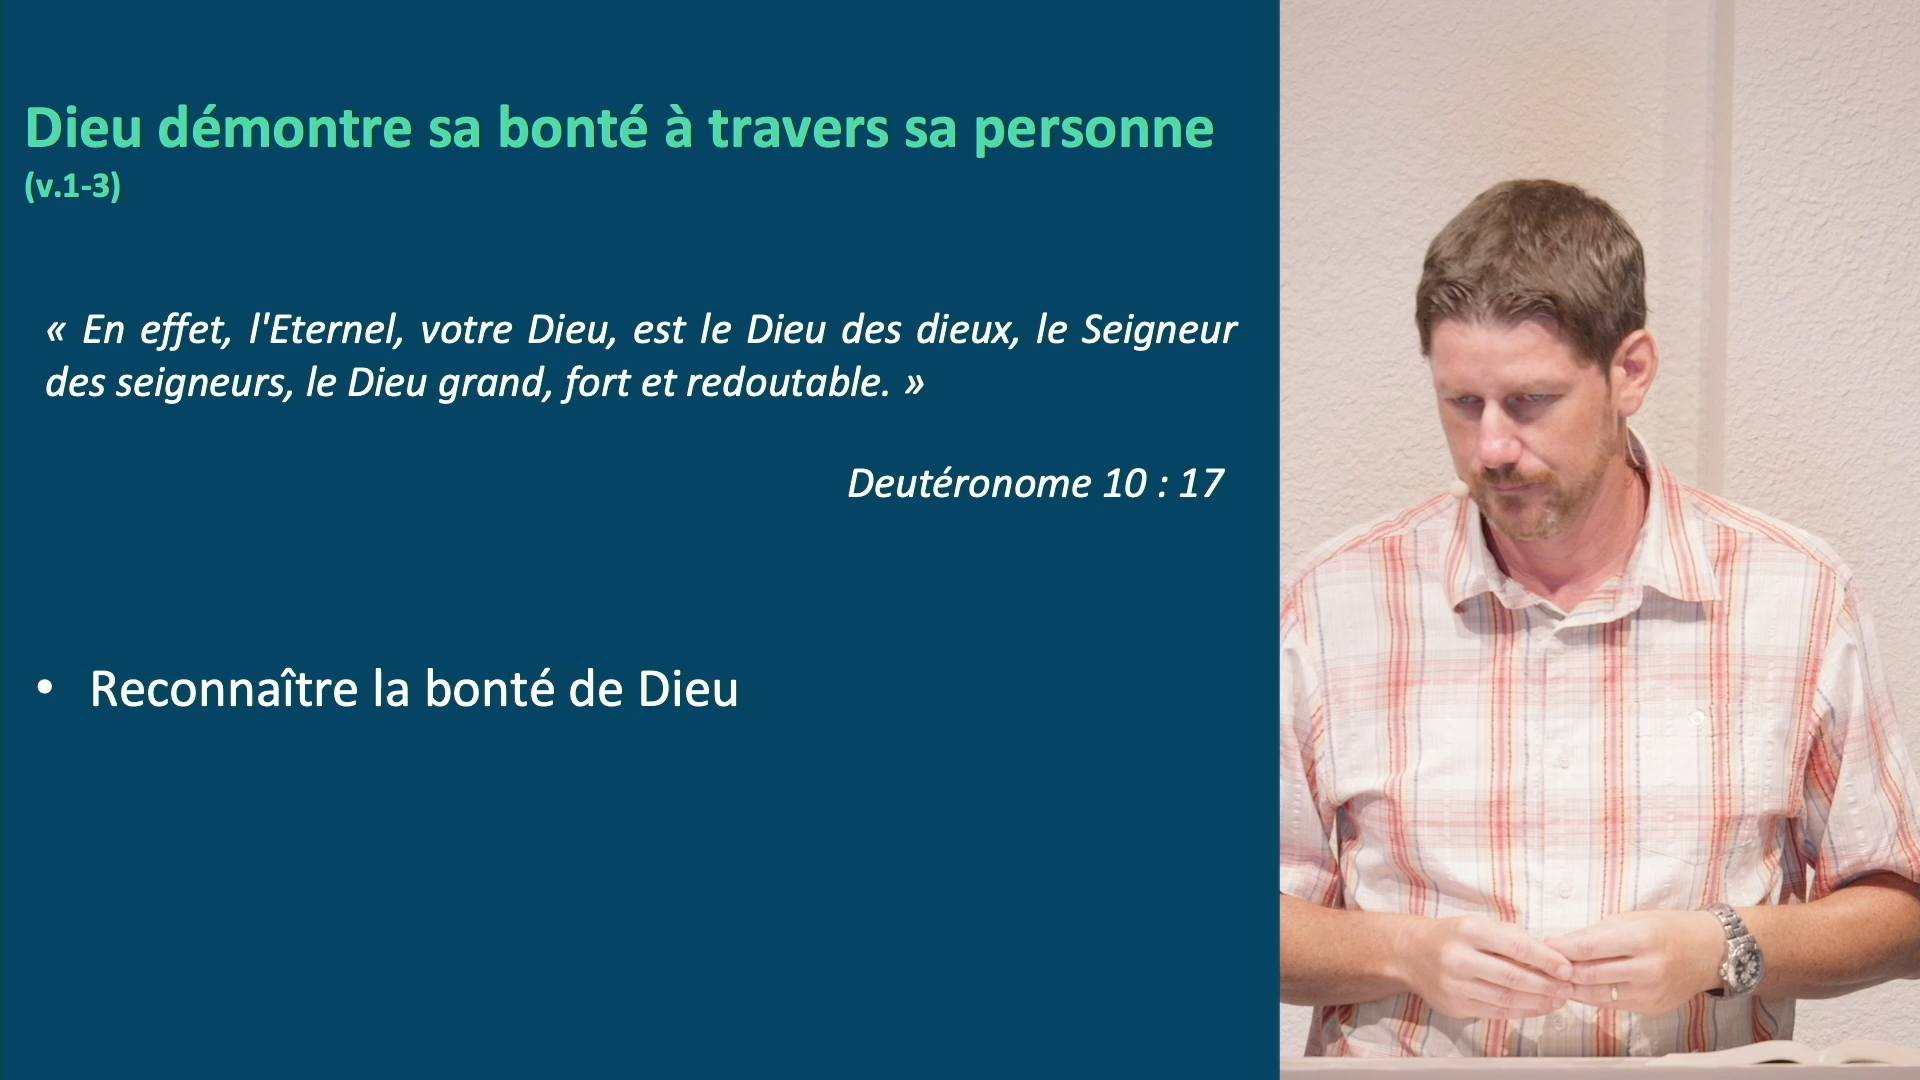 Dieu démontre sa bonté à travers sa personne
(v.1-3)
« En effet, l'Eternel, votre Dieu, est le Dieu des dieux, le Seigneur
des seigneurs, le Dieu grand, fort et redoutable. »
Deutéronome 10 : 17
• Reconnaître la bonté de Dieu